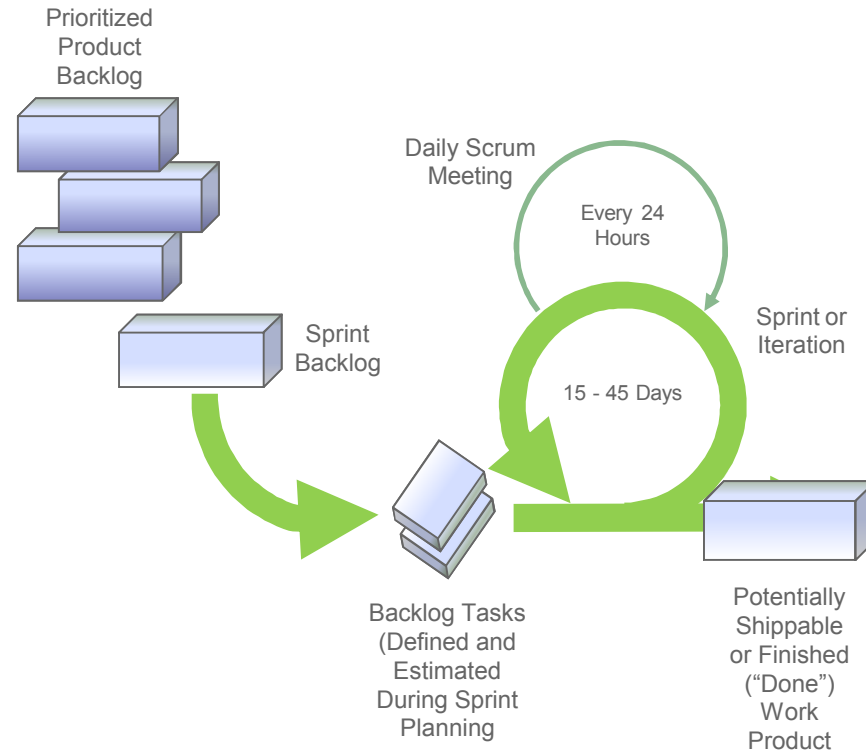 Prioritized
Product
Backlog
Daily Scrum
Meeting
Every 24
Hours
Sprint or
Iteration
Sprint
Backlog
15 - 45 Days
Backlog Tasks
(Defined and
Estimated
During Sprint
Planning
Potentially
Shippable
or Finished
(“Done”)
Work
Product